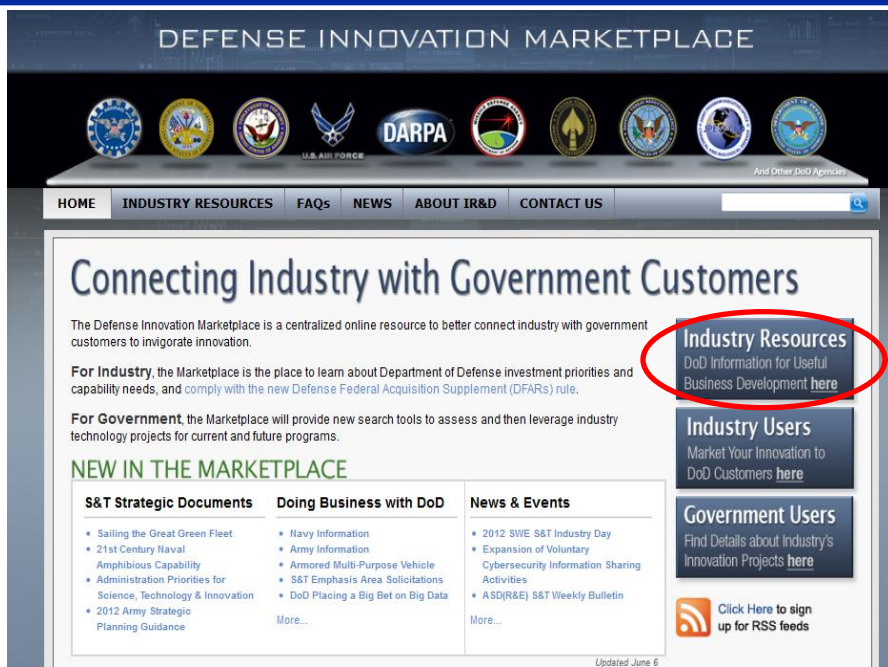 DEFENSE INNOVATION MARKETPLACE
U.S. AIR FORCE
DARPA
And Other DoD Agencies
HOME INDUSTRY RESOURCES FAQs NEWS ABOUT IR&D CONTACT US
Connecting Industry with Government Customers
The Defense Innovation Marketplace is a centralized online resource to better connect industry with government
customers to invigorate innovation.
For Industry, the Marketplace is the place to learn about Department of Defense investment priorities and
capability needs, and comply with the new Defense Federal Acquisition Supplement (DFARs) rule.
For Government, the Marketplace will provide new search tools to assess and then leverage industry
technology projects for current and future programs.
NEW IN THE MARKETPLACE
S&T Strategic Documents
• Sailing the Great Green Fleet
• 21st Century Naval
Amphibious Capability
• Administration Priorities for
Science, Technology & Innovation
• 2012 Army Strategic
Planning Guidance
Doing Business with DoD
• Navy Information
• Army Information
• Armored Multi-Purpose Vehicle
• S&T Emphasis Area Solicitations
• DoD Placing a Big Bet on Big Data
More...
News & Events
• 2012 SWE S&T Industry Day
• Expansion of Voluntary
Cybersecurity Information Sharing
Activities
• ASD(R&E) S&T Weekly Bulletin
More...
Updated June 6
Industry Resources
DoD Information for Useful
Business Development here
Industry Users
Market Your Innovation to
DoD Customers here
Government Users
Find Details about Industry's
Innovation Projects here
Click Here to sign
up for RSS feeds